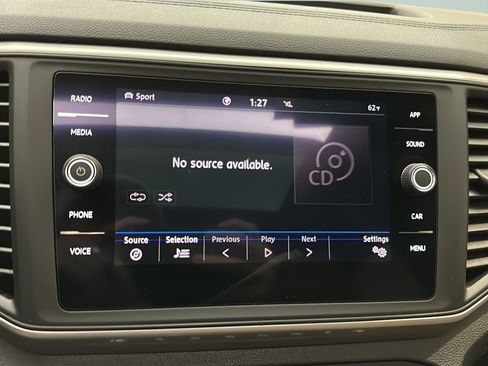 RADIO
Sport 1:27 62°F
APP
MEDIA
SOUND
No source available.
CD
PHONE
CAR
Source Selection Previous Play Next Settings
VOICE
MENU